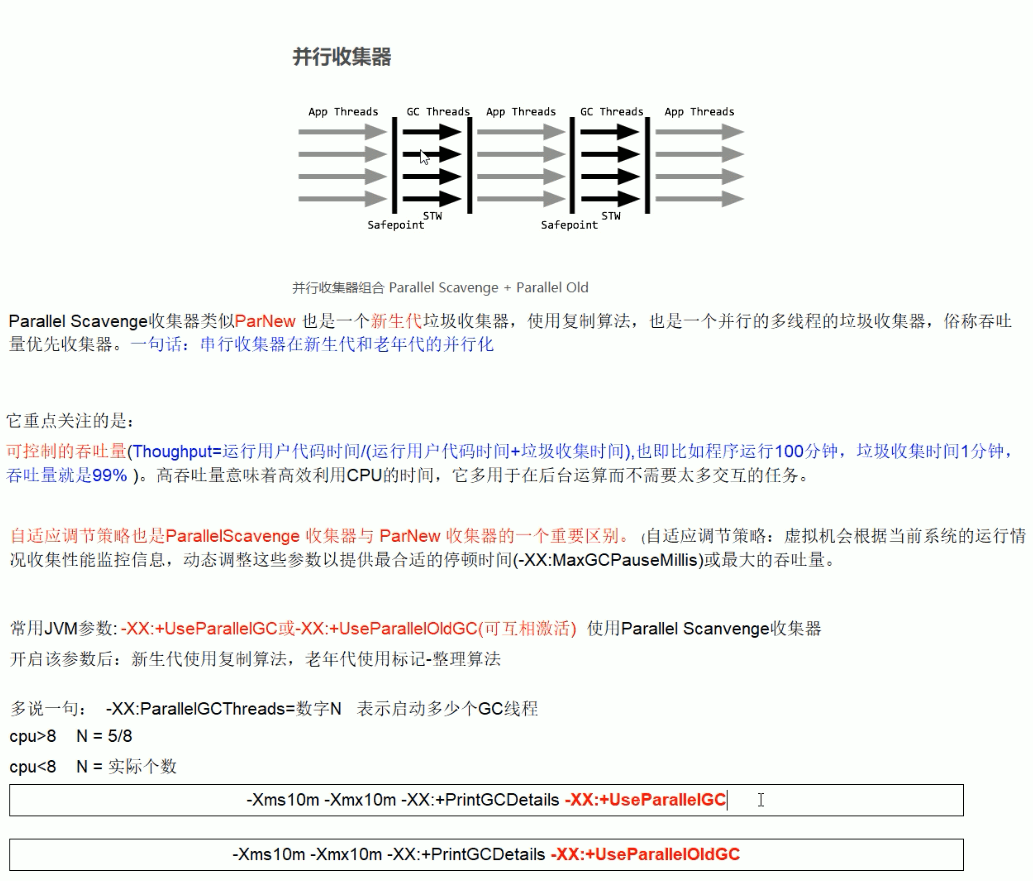 并行收集器
App Threads GC Threads App Threads GC Threads App Threads
STW STW
Safepoint Safepoint
并行收集器组合 Parallel Scavenge + Parallel Old
Parallel Scavenge收集器类似ParNew 也是一个新生代垃圾收集器，使用复制算法，也是一个并行的多线程的垃圾收集器，俗称吞吐
量优先收集器。一句话：串行收集器在新生代和老年代的并行化
它重点关注的是：
可控制的吞吐量(Thoughput=运行用户代码时间/(运行用户代码时间+垃圾收集时间),也即比如程序运行100分钟，垃圾收集时间1分钟，
吞吐量就是99% )。高吞吐量意味着高效利用CPU的时间，它多用于在后台运算而不需要太多交互的任务。
自适应调节策略也是ParallelScavenge 收集器与 ParNew 收集器的一个重要区别。(自适应调节策略：虚拟机会根据当前系统的运行情
况收集性能监控信息，动态调整这些参数以提供最合适的停顿时间(-XX:MaxGCPauseMillis)或最大的吞吐量。
常用JVM参数: -XX:+UseParallelGC或-XX:+UseParallelOldGC(可互相激活) 使用Parallel Scanvenge收集器
开启该参数后：新生代使用复制算法，老年代使用标记-整理算法
多说一句： -XX:ParallelGCThreads=数字N 表示启动多少个GC线程
cpu>8 N = 5/8
cpu<8 N = 实际个数
-Xms10m -Xmx10m -XX:+PrintGCDetails -XX:+UseParallelGC
-Xms10m -Xmx10m -XX:+PrintGCDetails -XX:+UseParallelOldGC